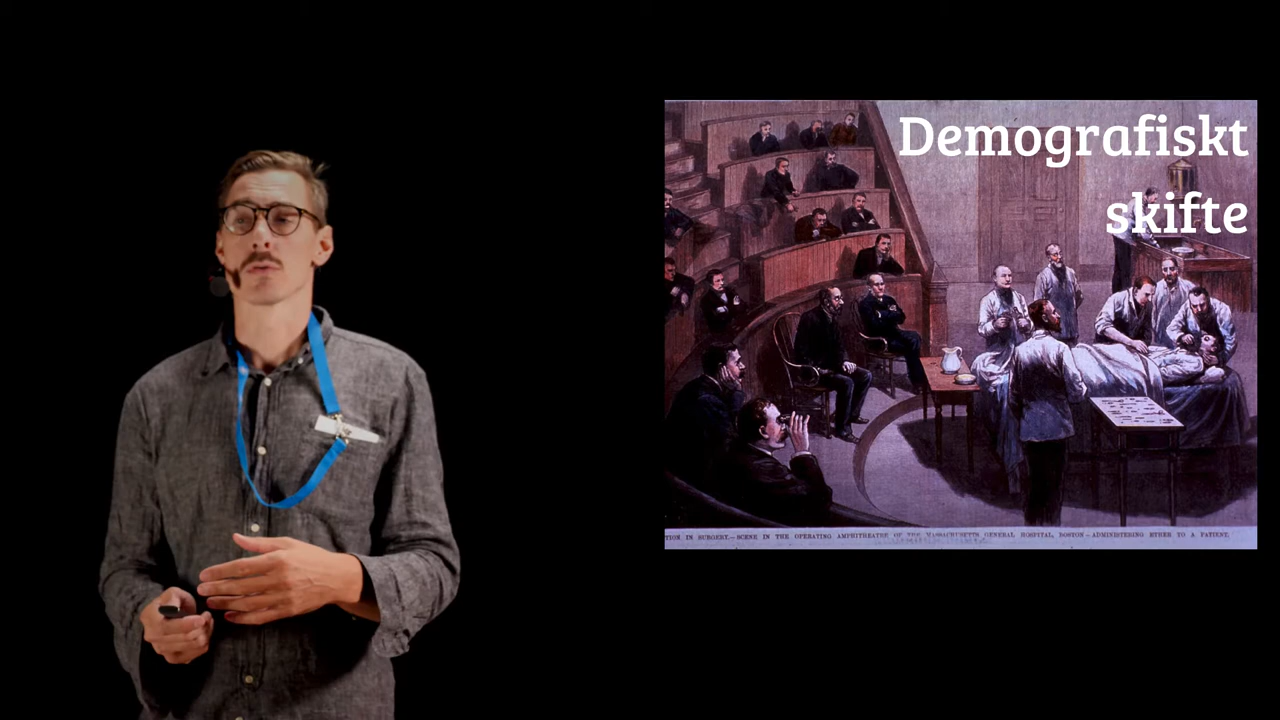 Demografiskt
skifte
TION IN SURGERY.—SCENE IN THE OPERATING AMPHITHEATRE OF THE MASSACHUSETTS GENERAL HOSPITAL, BOSTON—ADMINISTERING ETHER TO A PATIENT.